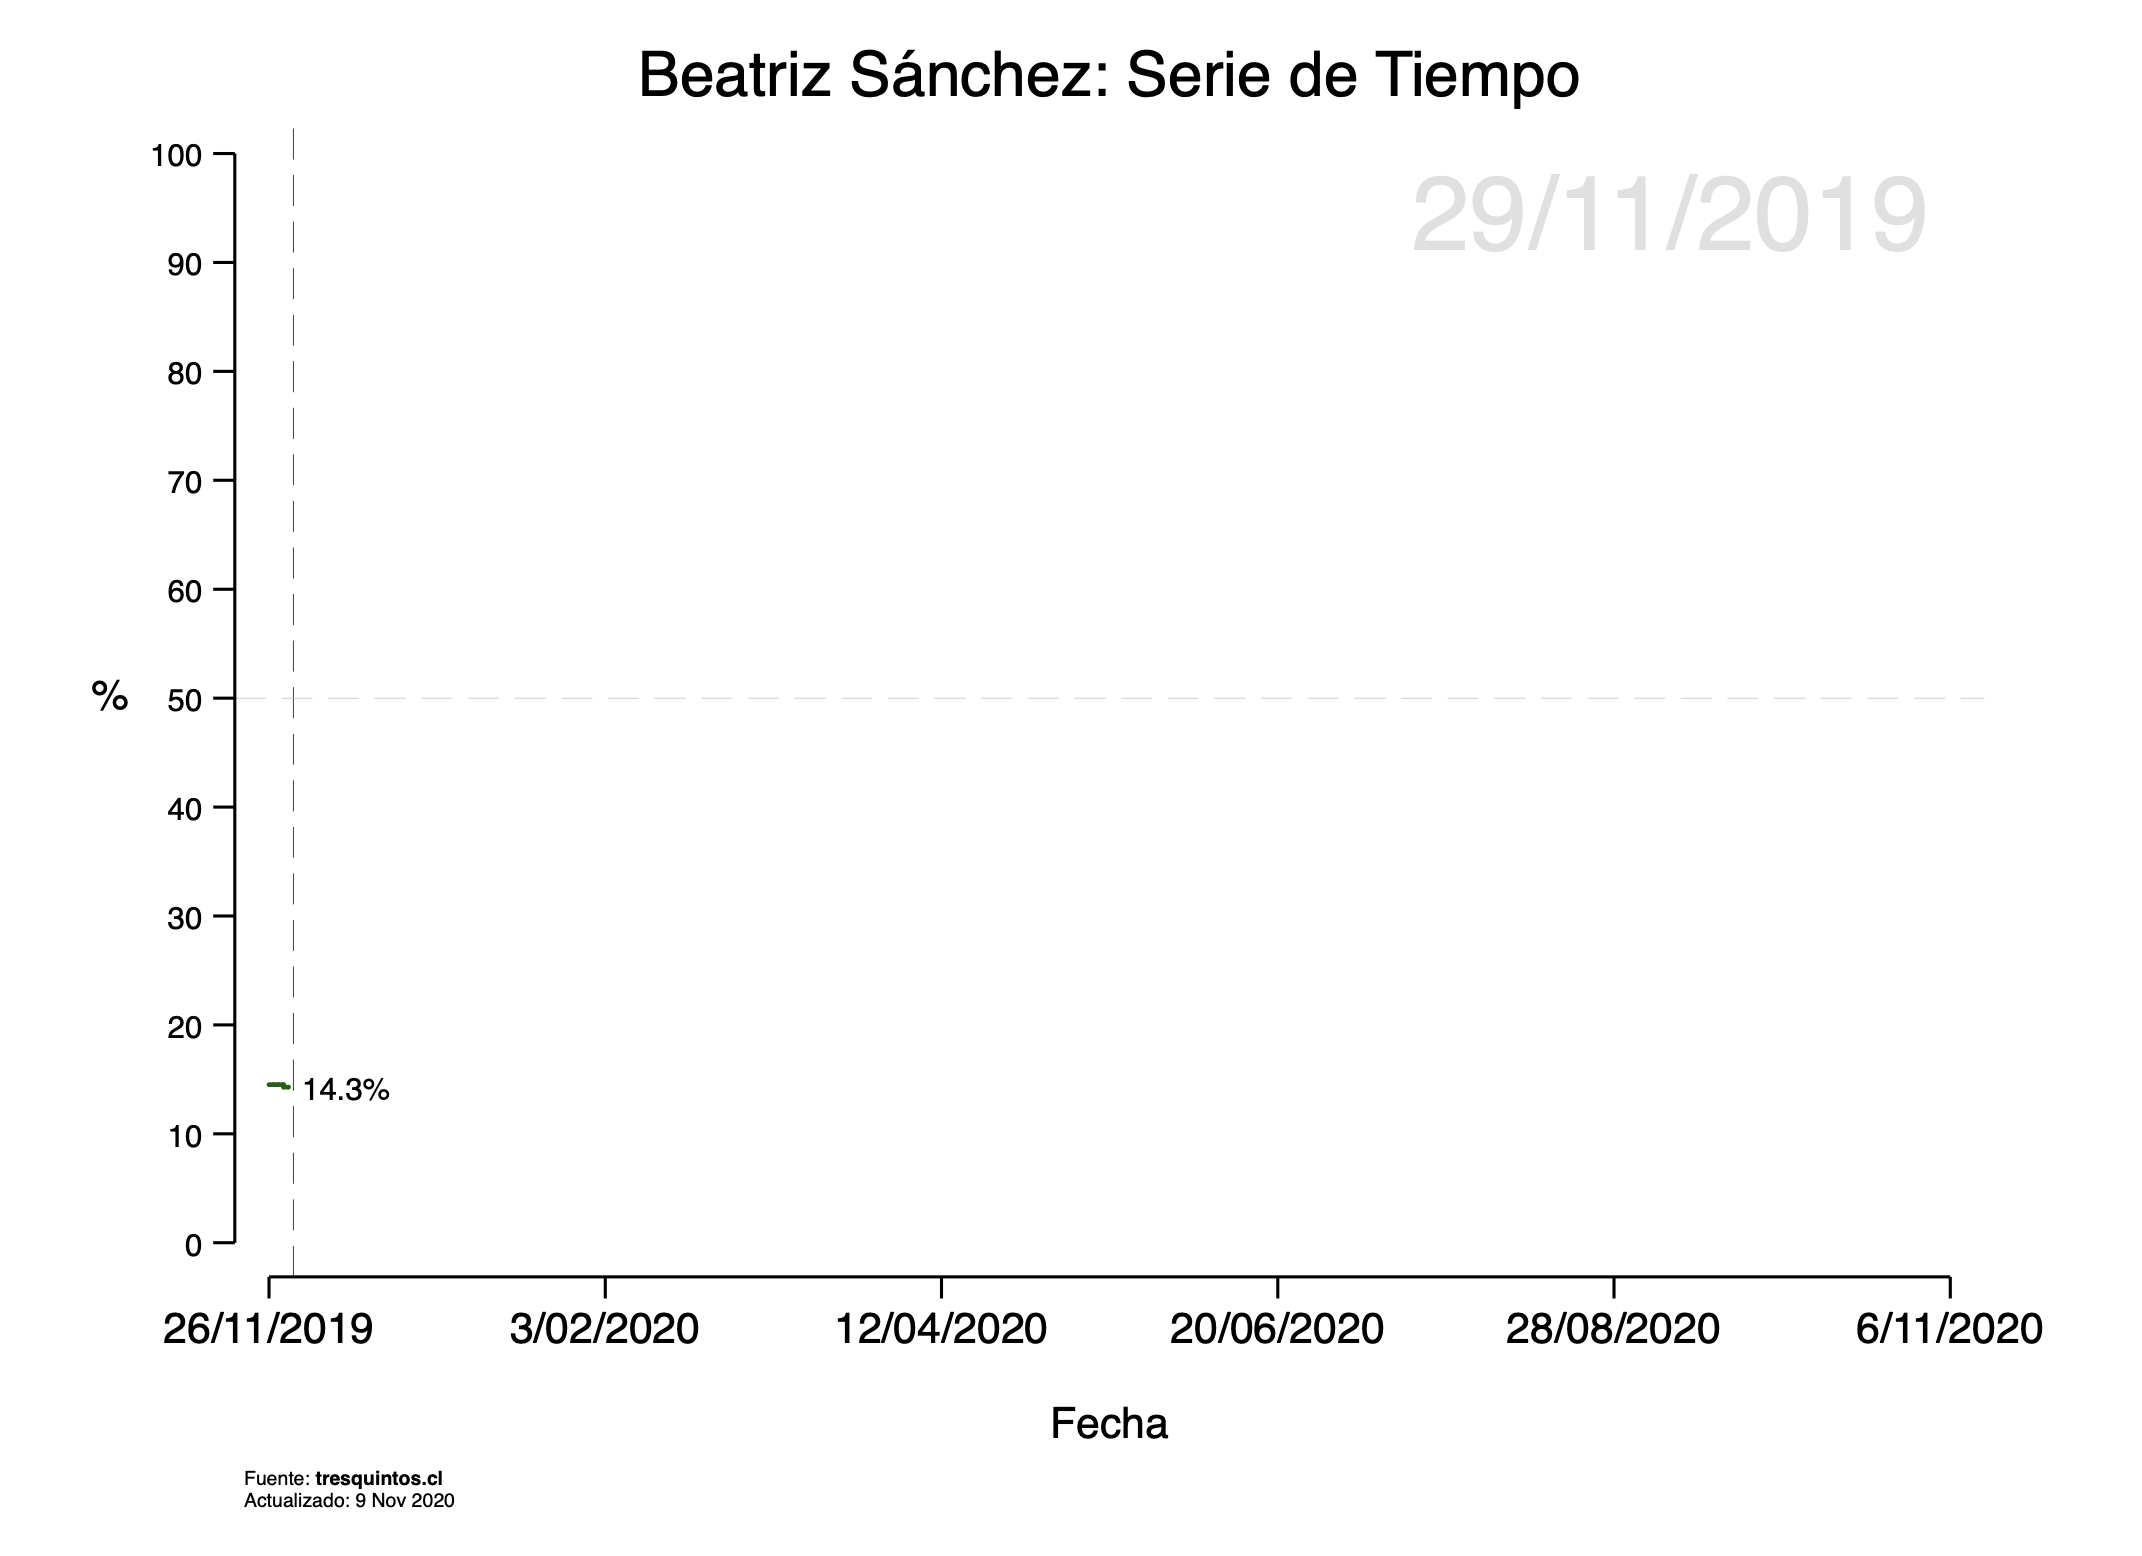 Beatriz Sánchez: Serie de Tiempo
29/11/2019
100
90
80
70
60
%
50
40
30
20
14.3%
10
0
26/11/2019 3/02/2020 12/04/2020 20/06/2020 28/08/2020 6/11/2020
Fecha
Fuente: tresquintos.cl
Actualizado: 9 Nov 2020